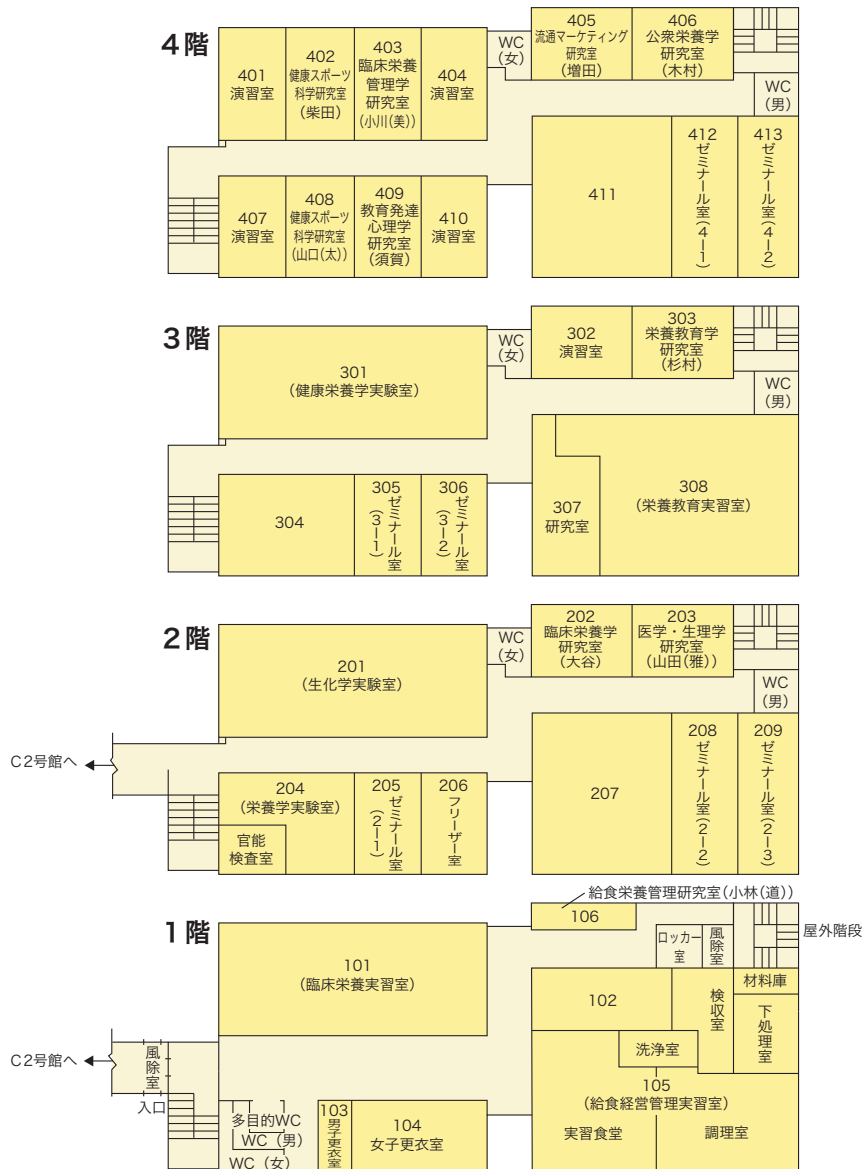 4階
401
演習室
402
健康スポーツ
科学研究室
(柴田)
403
臨床栄養
管理学
研究室
(小川(美))
404
演習室
WC
(女)
405
流通マーケティング
研究室
(増田)
406
公衆栄養学
研究室
(木村)
WC
(男)
407
演習室
408
健康スポーツ
科学研究室
(山口(太))
409
教育発達
心理学
研究室
(須賀)
410
演習室
411
412
ゼミナール室(4ー1)
413
ゼミナール室(4ー2)
3階
301
(健康栄養学実験室)
WC
(女)
302
演習室
303
栄養教育学
研究室
(杉村)
WC
(男)
304
305
ゼミナール室
(3ー1)
306
ゼミナール室
(3ー2)
307
研究室
308
(栄養教育実習室)
2階
201
(生化学実験室)
WC
(女)
202
臨床栄養学
研究室
(大谷)
203
医学・生理学
研究室
(山田(雅))
WC
(男)
C2号館へ
204
(栄養学実験室)
官能
検査室
205
ゼミナール室
(2ー1)
206
フリーザー室
207
208
ゼミナール室(2ー2)
209
ゼミナール室(2ー3)
1階
101
(臨床栄養実習室)
給食栄養管理研究室(小林(道))
106
ロッカー
室
風除室
屋外階段
102
検収室
材料庫
下処理室
洗浄室
105
(給食経営管理実習室)
実習食堂
調理室
C2号館へ
風除室
入口
多目的WC
WC(男)
WC(女)
103
男子更衣室
104
女子更衣室